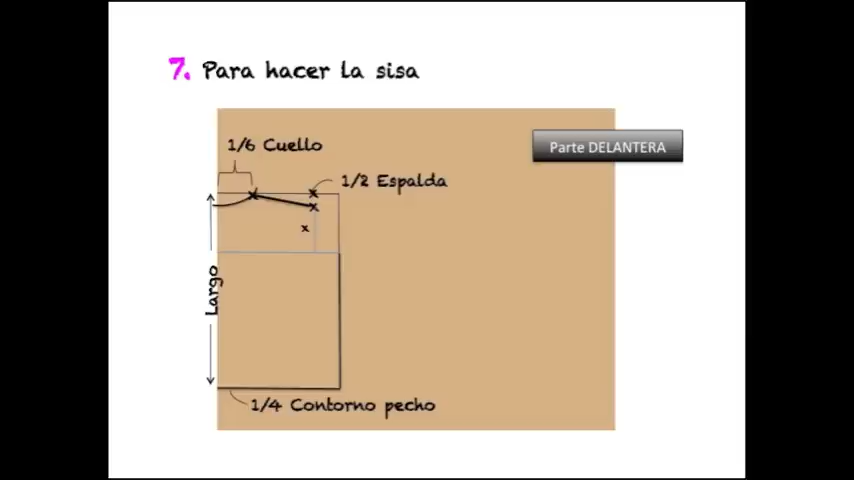 7. Para hacer la sisa
1/6 Cuello
Parte DELANTERA
1/2 Espalda
Largo
1/4 Contorno pecho